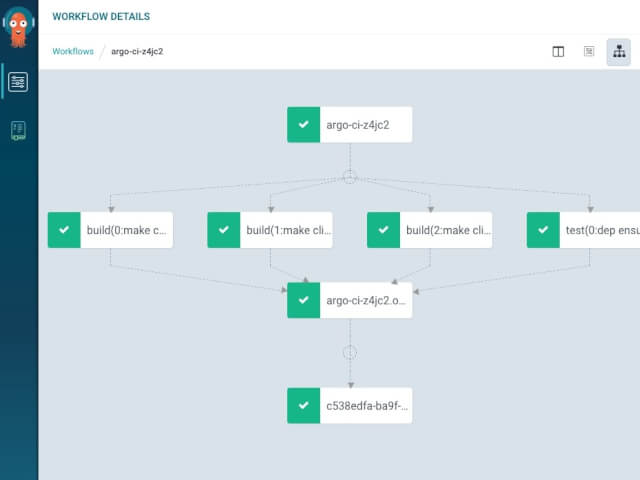 WORKFLOW DETAILS
Workflows / argo-ci-z4jc2
argo-ci-z4jc2
build(0:make c...
build(1:make cli...
build(2:make cli...
test(0:dep ensu
argo-ci-z4jc2.o...
c538edfa-ba9f-...